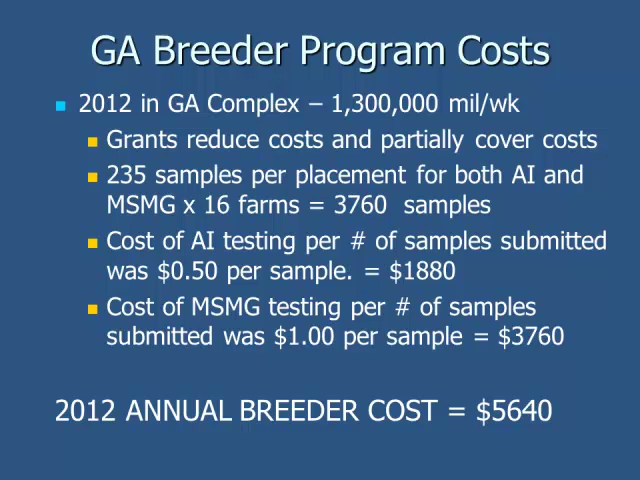 GA Breeder Program Costs
2012 in GA Complex – 1,300,000 mil/wk
Grants reduce costs and partially cover costs
235 samples per placement for both AI and
MSMG x 16 farms = 3760 samples
Cost of AI testing per # of samples submitted
was $0.50 per sample. = $1880
Cost of MSMG testing per # of samples
submitted was $1.00 per sample = $3760
2012 ANNUAL BREEDER COST = $5640